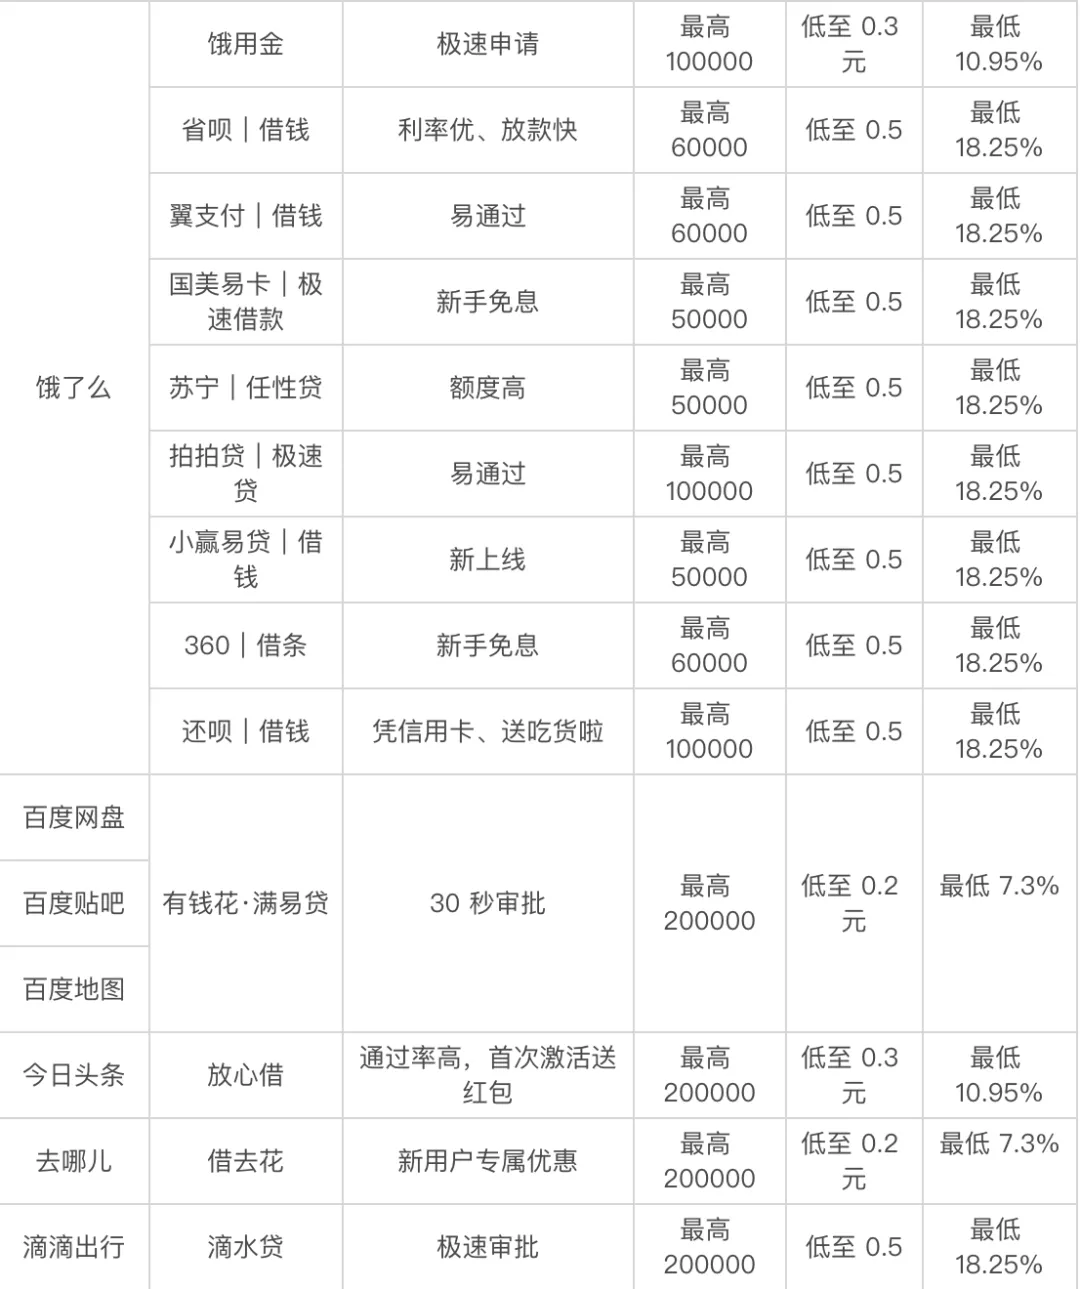 饿了么
饿用金
极速申请
最高
100000
低至 0.3
元
最低
10.95%
省呗｜借钱
利率优、放款快
最高
60000
低至 0.5
最低
18.25%
翼支付｜借钱
易通过
最高
60000
低至 0.5
最低
18.25%
国美易卡｜极
速借款
新手免息
最高
50000
低至 0.5
最低
18.25%
苏宁｜任性贷
额度高
最高
50000
低至 0.5
最低
18.25%
拍拍贷｜极速
贷
易通过
最高
100000
低至 0.5
最低
18.25%
小赢易贷｜借
钱
新上线
最高
50000
低至 0.5
最低
18.25%
360｜借条
新手免息
最高
60000
低至 0.5
最低
18.25%
还呗｜借钱
凭信用卡、送吃货啦
最高
100000
低至 0.5
最低
18.25%
百度网盘
百度贴吧
百度地图
有钱花·满易贷
30 秒审批
最高
200000
低至 0.2
元
最低 7.3%
今日头条
放心借
通过率高，首次激活送
红包
最高
200000
低至 0.3
元
最低
10.95%
去哪儿
借去花
新用户专属优惠
最高
200000
低至 0.2
元
最低 7.3%
滴滴出行
滴水贷
极速审批
最高
200000
低至 0.5
最低
18.25%